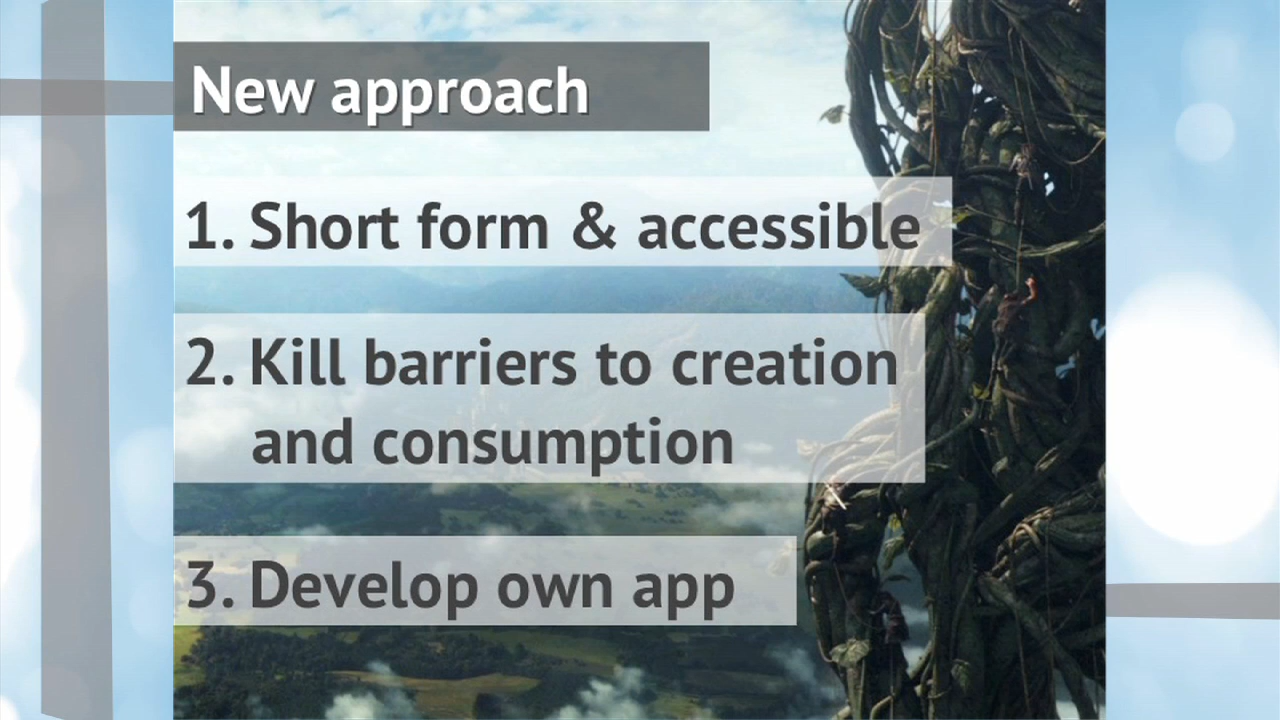 New approach
1. Short form & accessible
2. Kill barriers to creation
and consumption
3. Develop own app